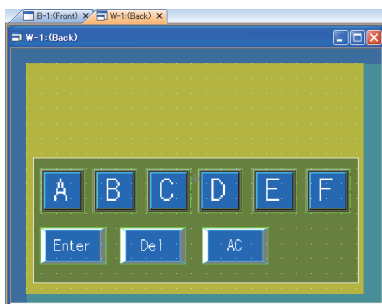 B-1:(Front) W-1:(Back)
W-1:(Back)
A B C D E F
Enter Del AC